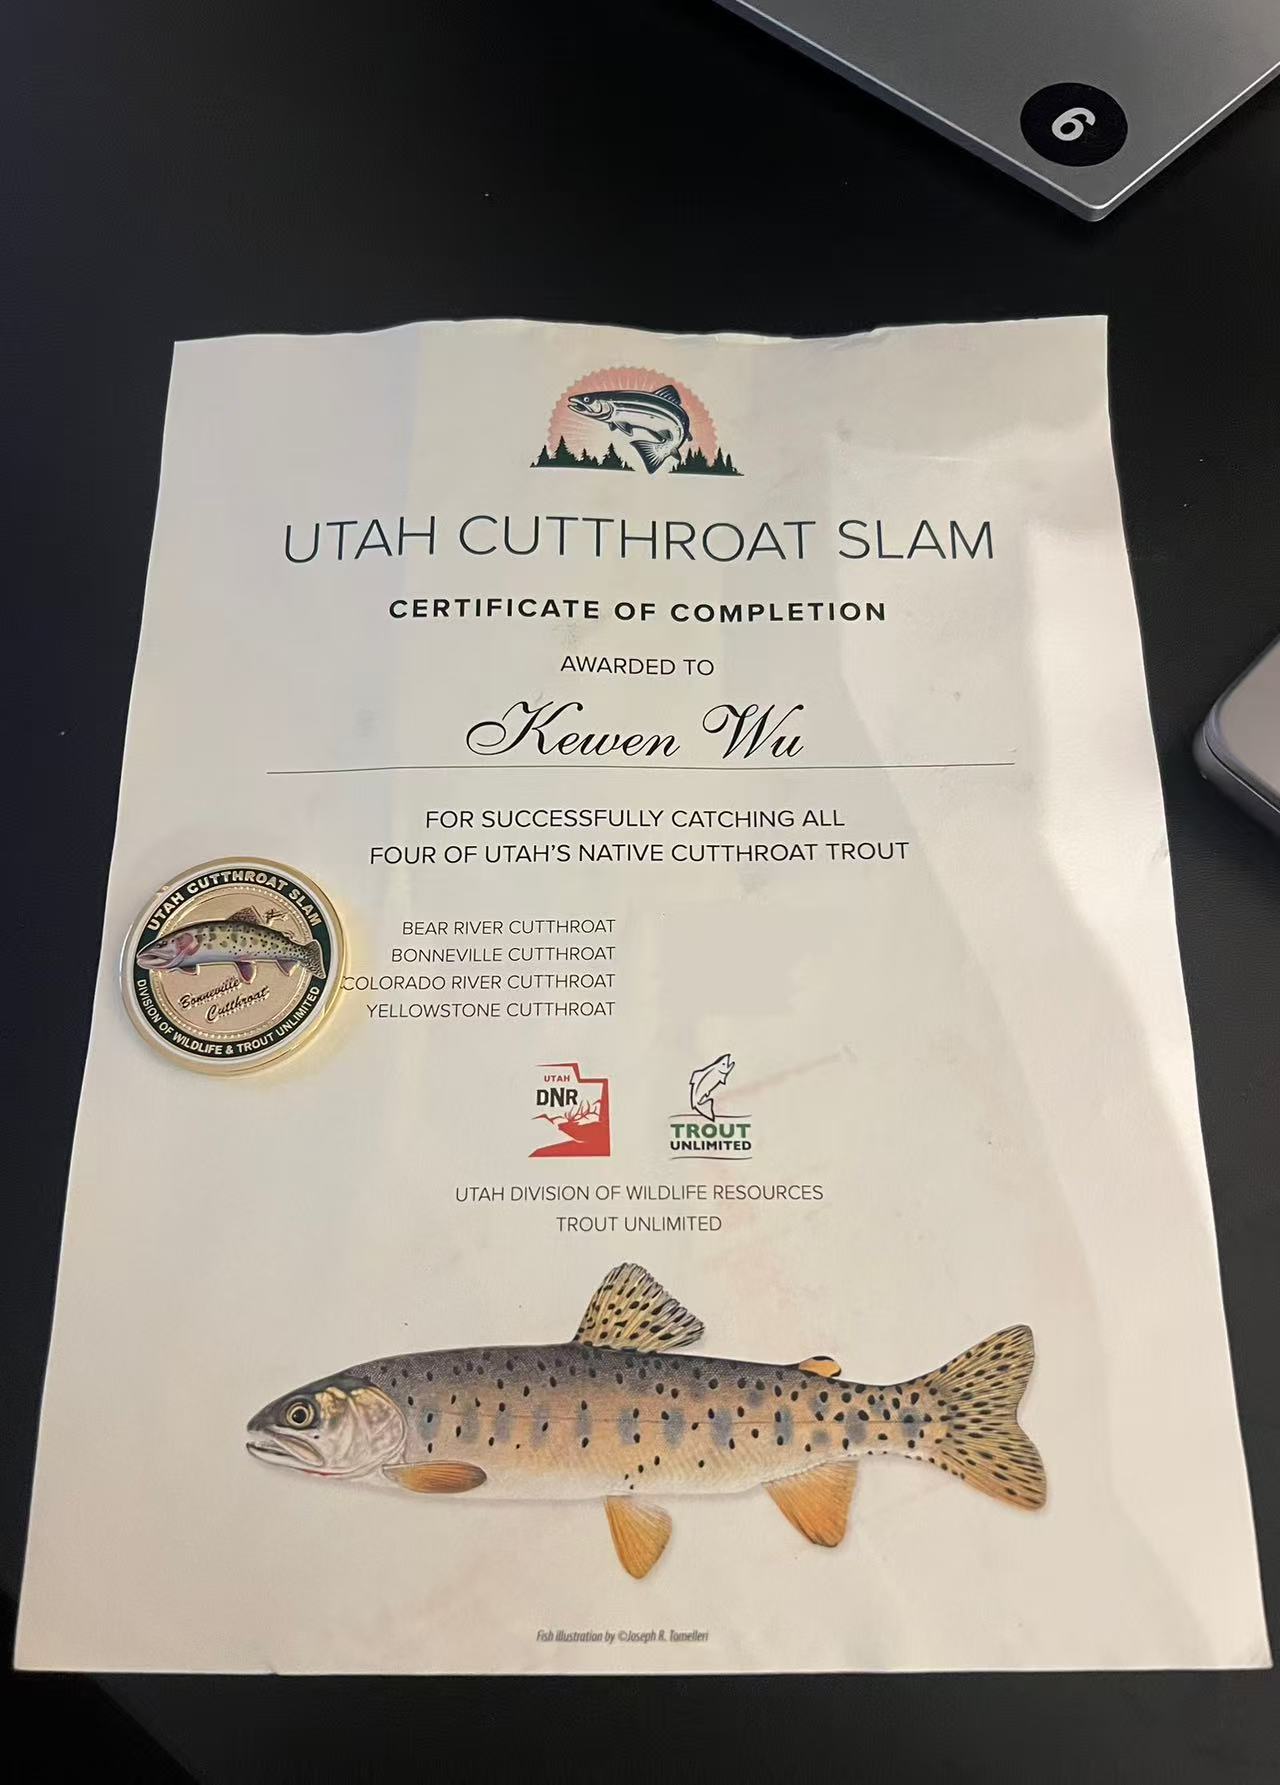 6
UTAH CUTTHROAT SLAM
CERTIFICATE OF COMPLETION
AWARDED TO
Kewen Wu
FOR SUCCESSFULLY CATCHING ALL
FOUR OF UTAH'S NATIVE CUTTHROAT TROUT
UTAH CUTTHROAT SLAM
Bonneville
Cutthroat
DIVISION OF WILDLIFE & TROUT UNLIMITED
BEAR RIVER CUTTHROAT
BONNEVILLE CUTTHROAT
COLORADO RIVER CUTTHROAT
YELLOWSTONE CUTTHROAT
UTAH
DNR
TROUT
UNLIMITED
UTAH DIVISION OF WILDLIFE RESOURCES
TROUT UNLIMITED
Fish illustration by ©Joseph R. Tomelleri